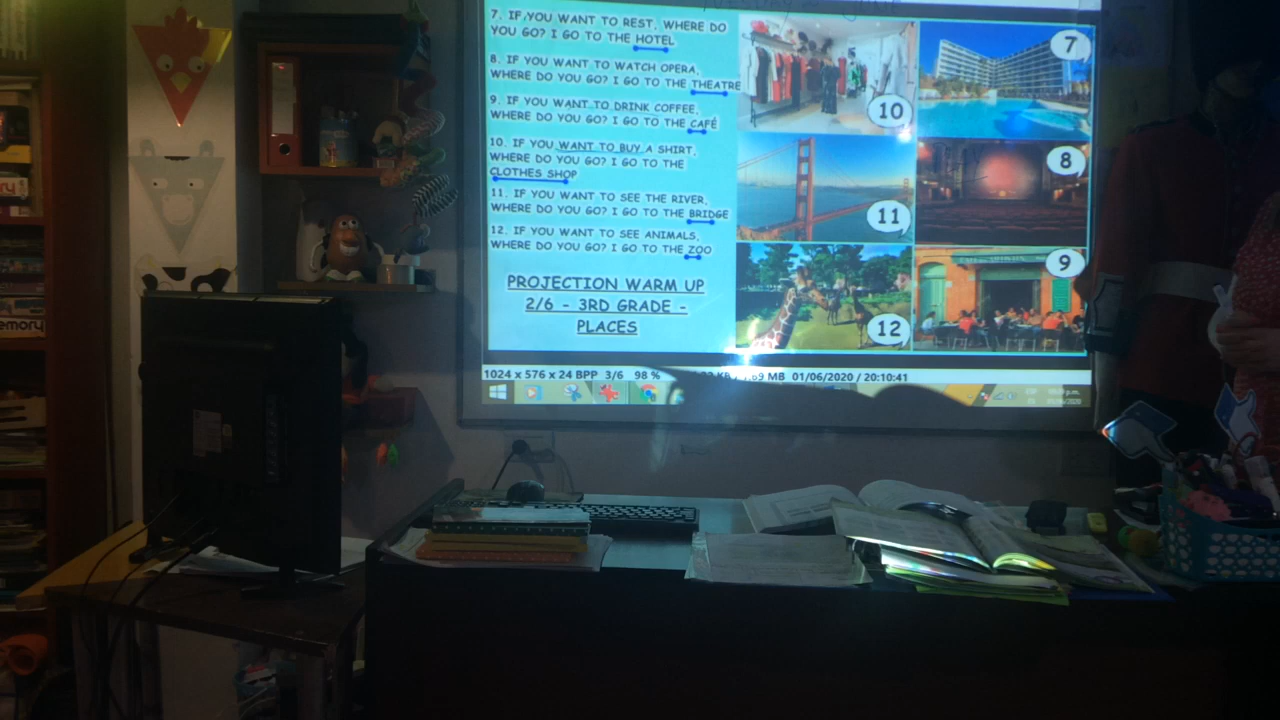 7. IF YOU WANT TO REST, WHERE DO
YOU GO? I GO TO THE HOTEL
8. IF YOU WANT TO WATCH OPERA,
WHERE DO YOU GO? I GO TO THE THEATRE
9. IF YOU WANT TO DRINK COFFEE,
WHERE DO YOU GO? I GO TO THE CAFÉ
10. IF YOU WANT TO BUY A SHIRT,
WHERE DO YOU GO? I GO TO THE
CLOTHES SHOP
11. IF YOU WANT TO SEE THE RIVER,
WHERE DO YOU GO? I GO TO THE BRIDGE
12. IF YOU WANT TO SEE ANIMALS,
WHERE DO YOU GO? I GO TO THE ZOO
PROJECTION WARM UP
2/6 - 3RD GRADE -
PLACES
10
7
11
8
12
9
1024 x 576 x 24 BPP 3/6 98 % MB 01/06/2020 / 20:10:41
emory